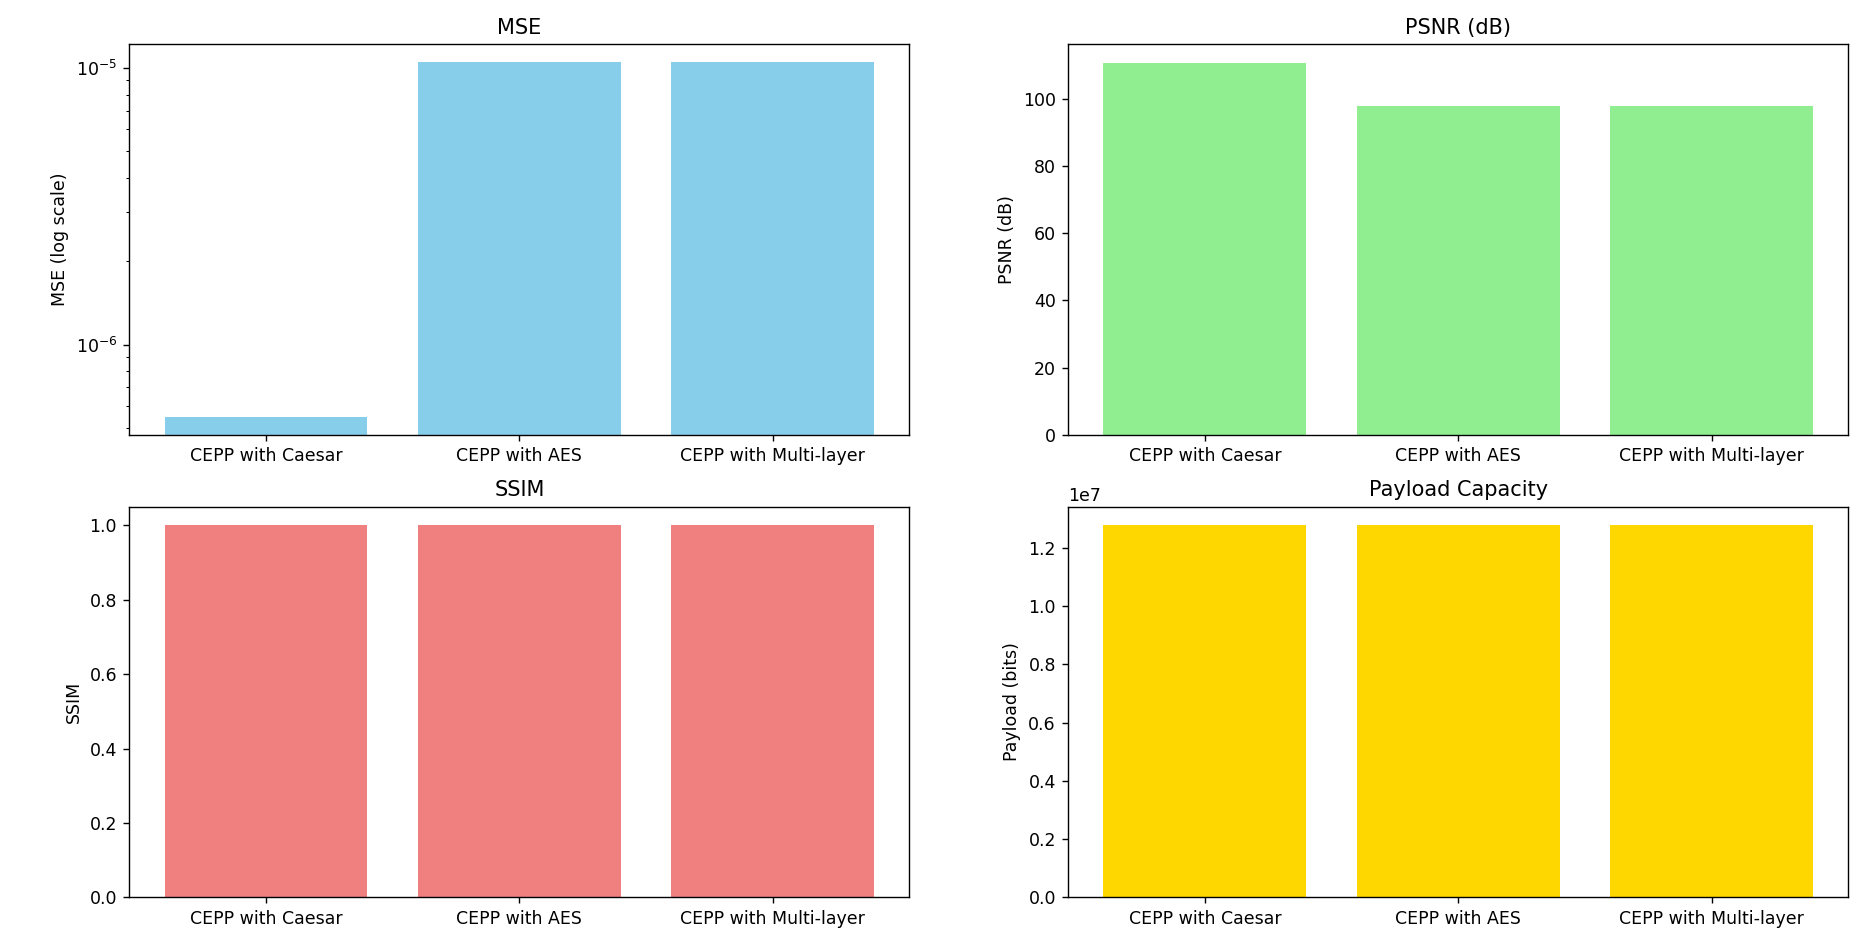 MSE
MSE (log scale)
10⁻⁵
10⁻⁶
CEPP with Caesar
CEPP with AES
CEPP with Multi-layer
PSNR (dB)
PSNR (dB)
100
80
60
40
20
0
CEPP with Caesar
CEPP with AES
CEPP with Multi-layer
SSIM
SSIM
1.0
0.8
0.6
0.4
0.2
0.0
CEPP with Caesar
CEPP with AES
CEPP with Multi-layer
Payload Capacity
1e7
Payload (bits)
1.2
1.0
0.8
0.6
0.4
0.2
0.0
CEPP with Caesar
CEPP with AES
CEPP with Multi-layer